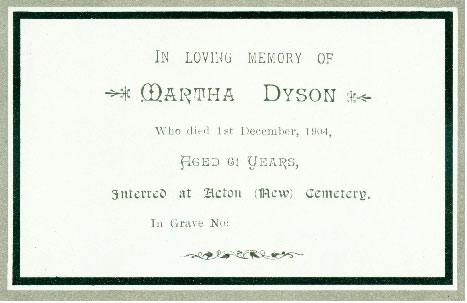 In loving memory of
Martha Dyson
Who died 1st December, 1904,
Aged 61 Years,
Interred at Acton (New) Cemetery.
In Grave No: